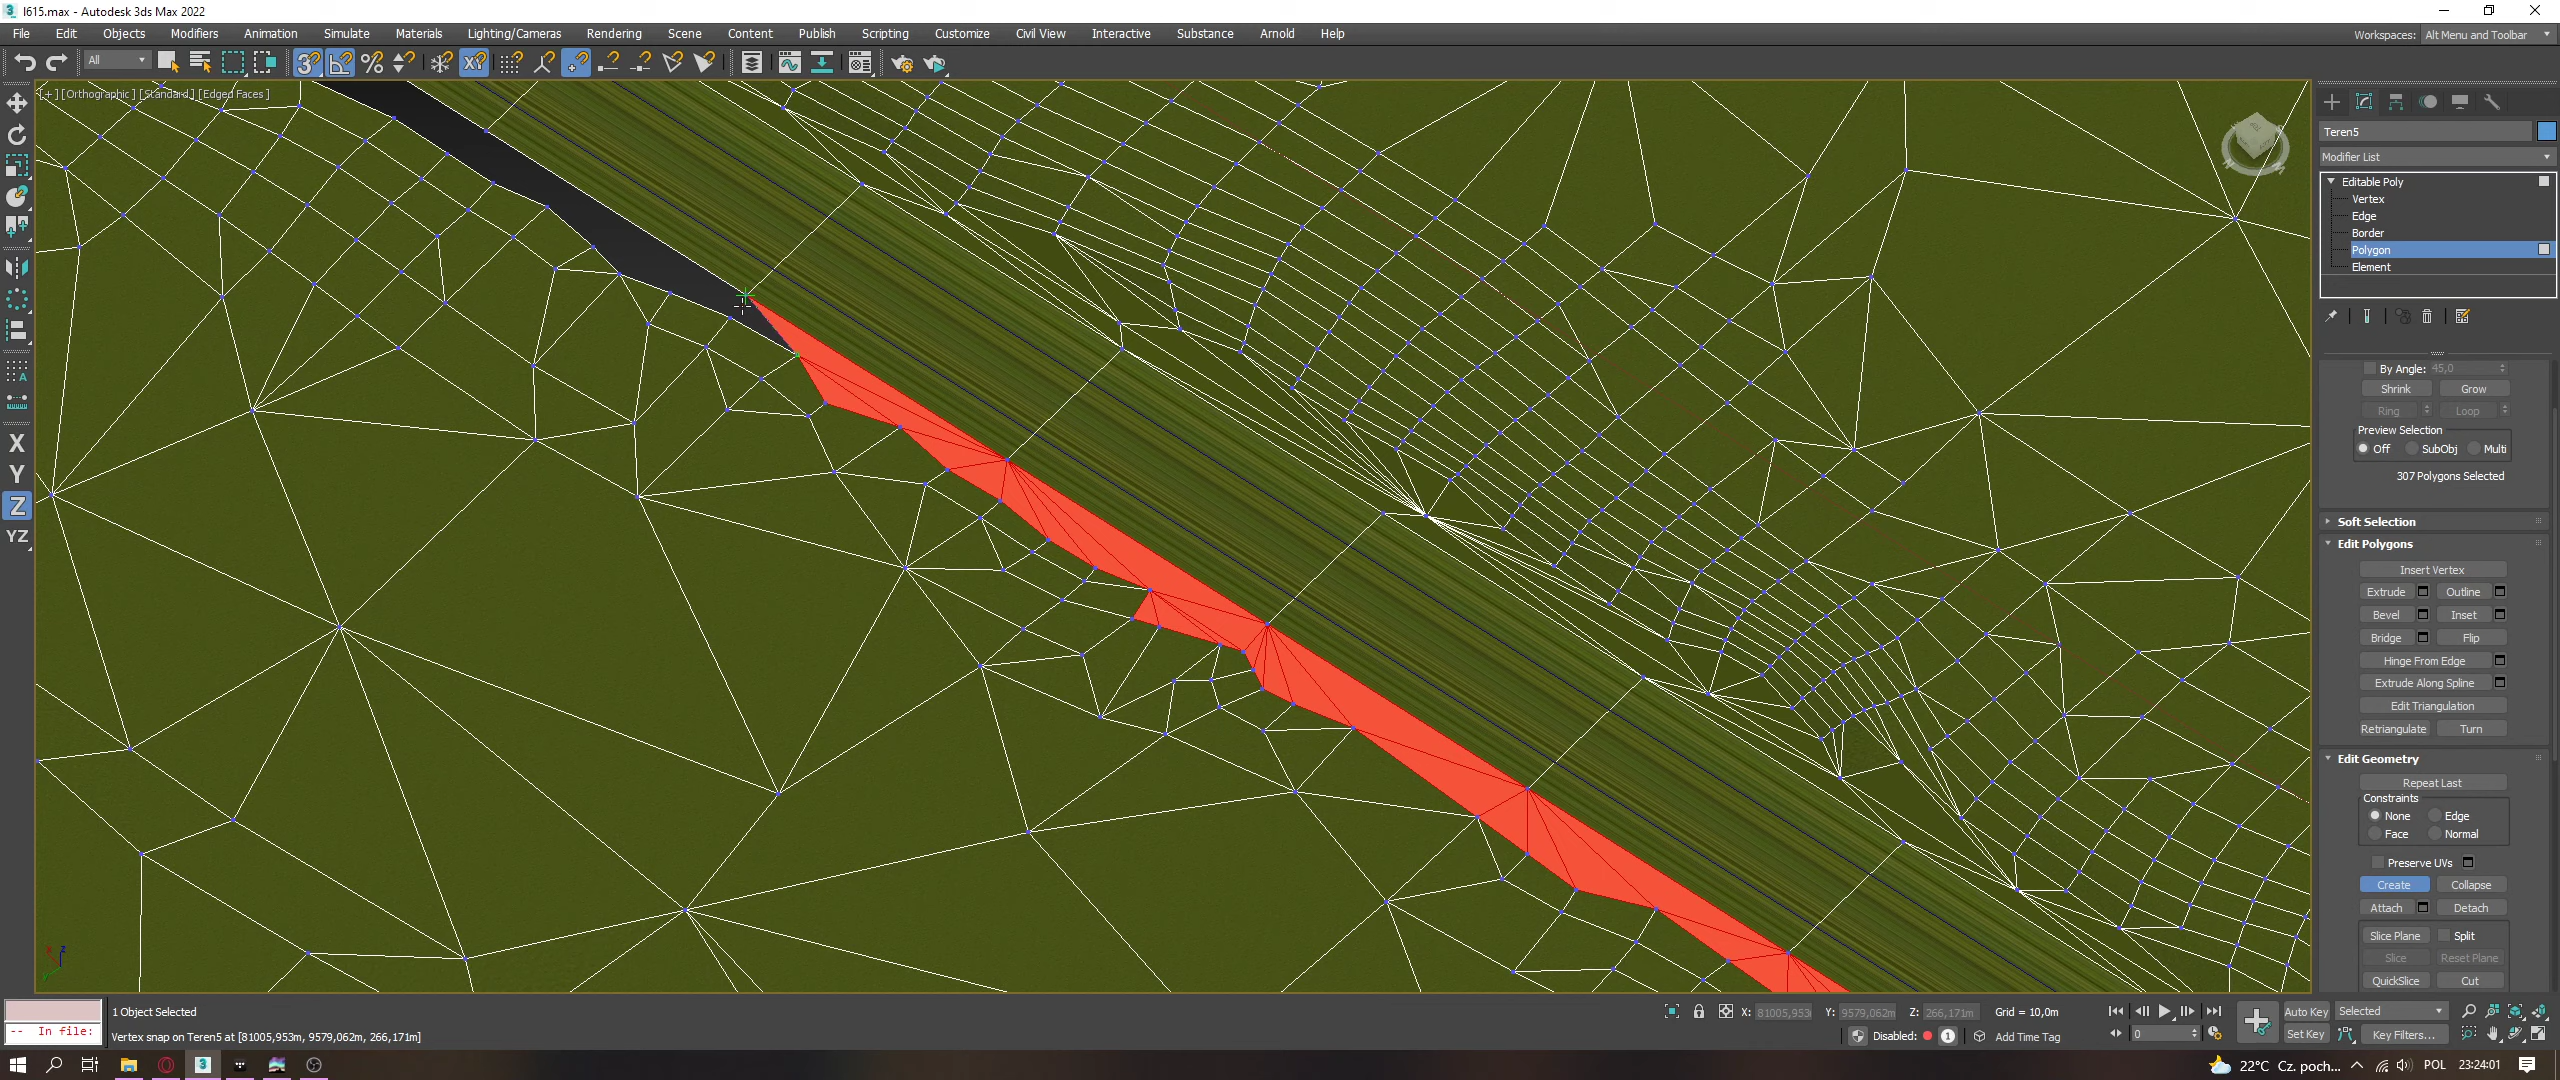 I615.max - Autodesk 3ds Max 2022
File Edit Objects Modifiers Animation Simulate Materials Lighting/Cameras Rendering Scene Content Publish Scripting Customize Civil View Interactive Substance Arnold Help
Workspaces: Alt Menu and Toolbar
All
[+] [Orthographic] [Standard] [Edged Faces]
X
Y
Z
YZ
Teren5
Modifier List
Editable Poly
Vertex
Edge
Border
Polygon
Element
By Angle: 45,0
Shrink Grow
Ring Loop
Preview Selection
Off SubObj Multi
307 Polygons Selected
Soft Selection
Edit Polygons
Insert Vertex
Extrude Outline
Bevel Inset
Bridge Flip
Hinge From Edge
Extrude Along Spline
Edit Triangulation
Retriangulate Turn
Edit Geometry
Repeat Last
Constraints
None Edge
Face Normal
Preserve UVs
Create Collapse
Attach Detach
Slice Plane Split
Slice Reset Plane
QuickSlice Cut
-- In file:
1 Object Selected
Vertex snap on Teren5 at [81005,953m, 9579,062m, 266,171m]
X: 81005,953 Y: 9579,062m Z: 266,171m Grid = 10,0m
Disabled: 1 Add Time Tag
0
Auto Key Selected
Set Key Key Filters...
22°C Cz. poch... POL 23:24:01